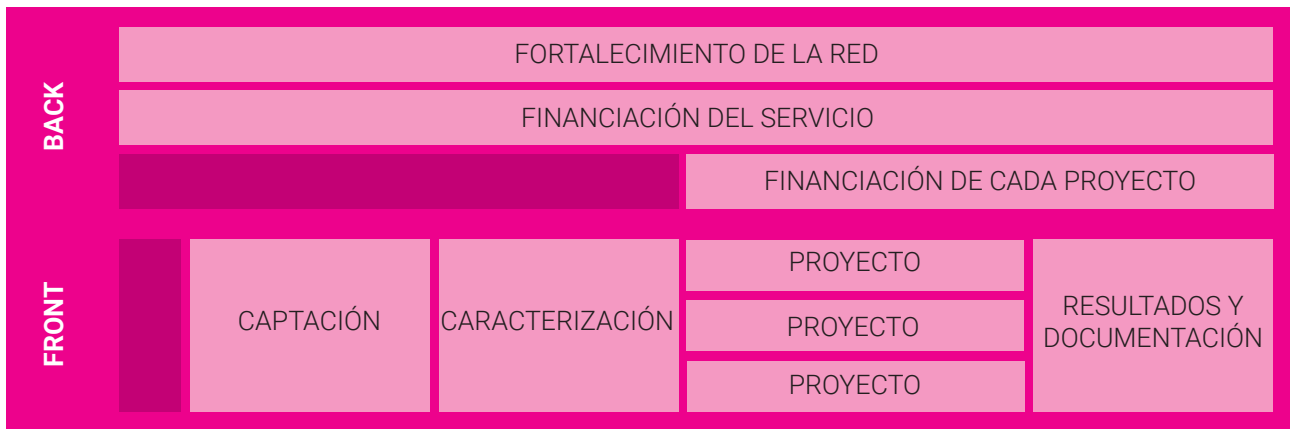 BACK
FORTALECIMIENTO DE LA RED
FINANCIACIÓN DEL SERVICIO
FINANCIACIÓN DE CADA PROYECTO
FRONT
CAPTACIÓN
CARACTERIZACIÓN
PROYECTO
PROYECTO
PROYECTO
RESULTADOS Y
DOCUMENTACIÓN